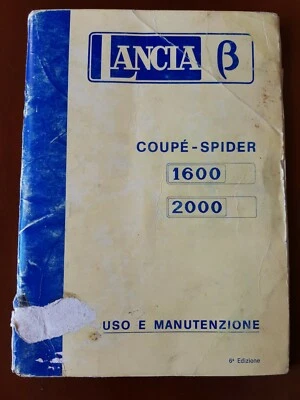 LANCIA β
COUPÉ - SPIDER
1600
2000
USO E MANUTENZIONE
6ª Edizione